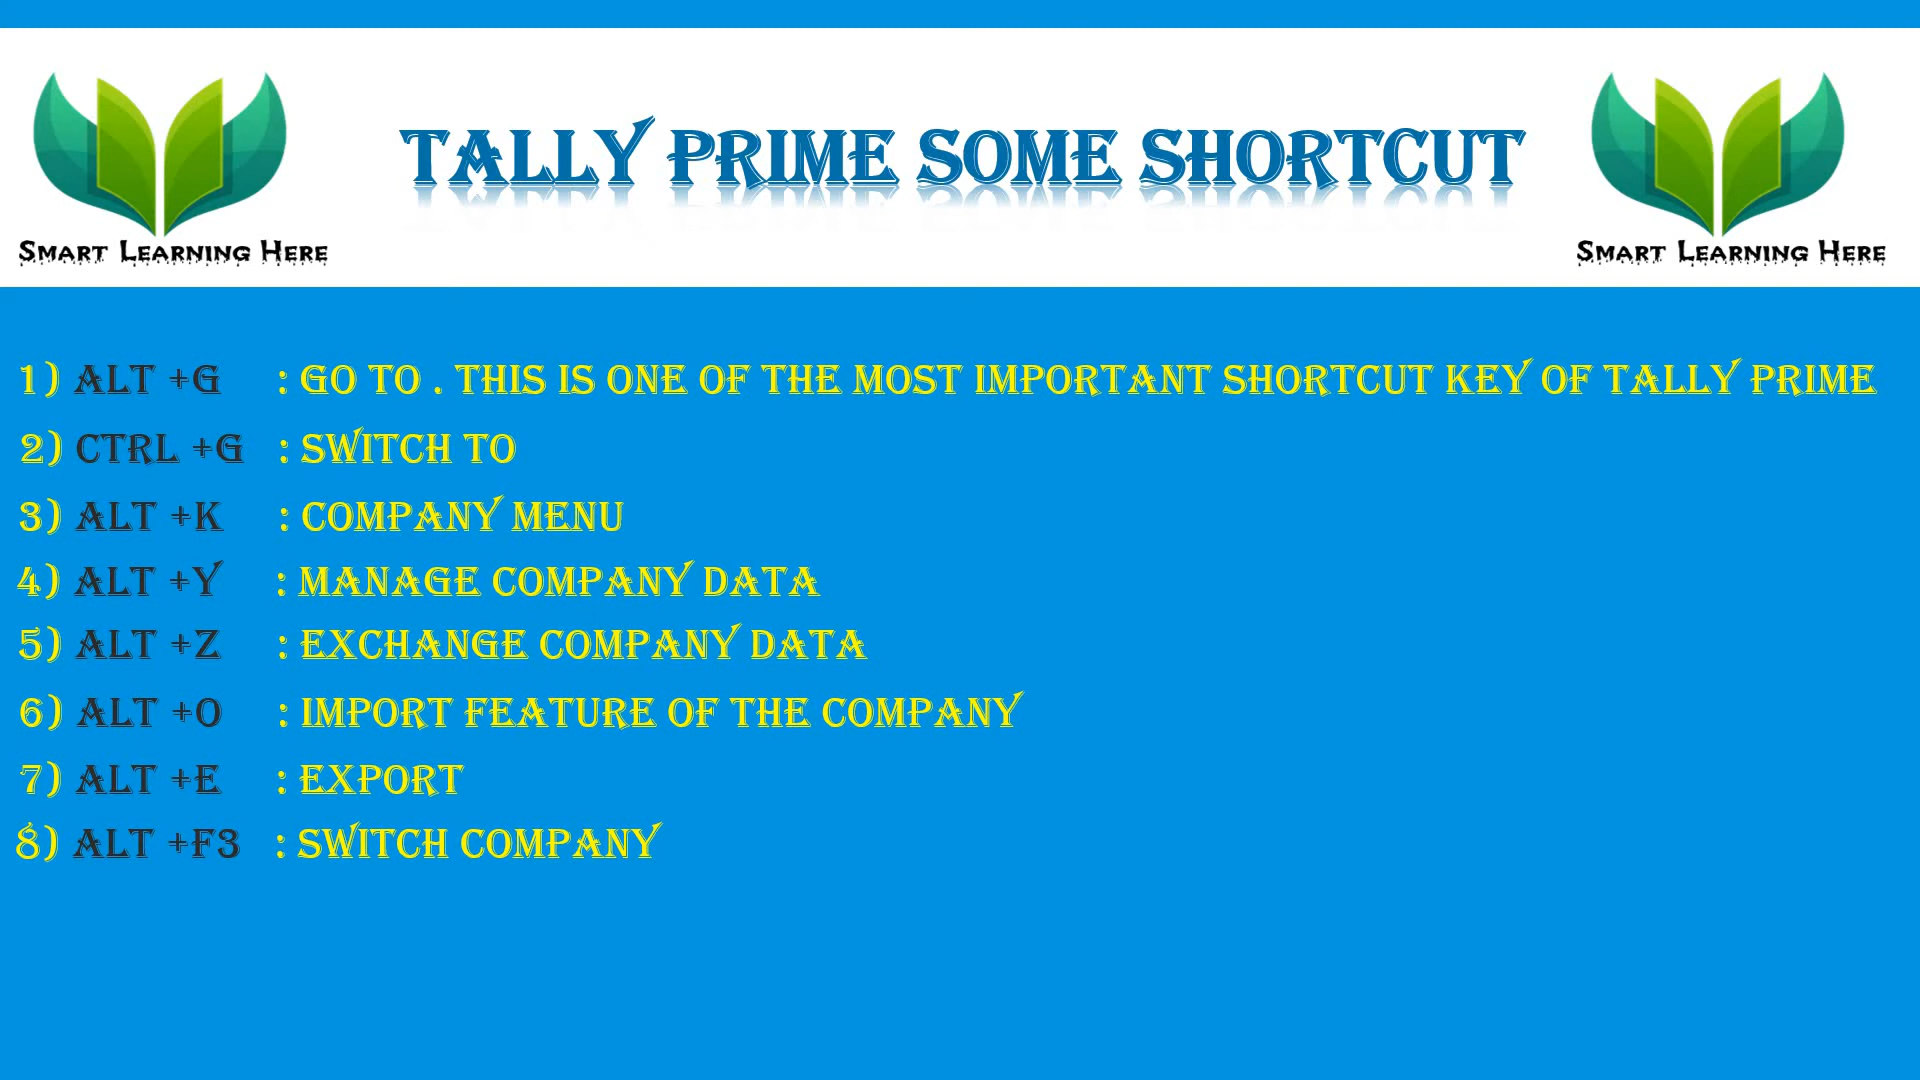 TALLY PRIME SOME SHORTCUT
SMART LEARNING HERE
SMART LEARNING HERE
1) ALT +G : GO TO . THIS IS ONE OF THE MOST IMPORTANT SHORTCUT KEY OF TALLY PRIME
2) CTRL +G : SWITCH TO
3) ALT +K : COMPANY MENU
4) ALT +Y : MANAGE COMPANY DATA
5) ALT +Z : EXCHANGE COMPANY DATA
6) ALT +O : IMPORT FEATURE OF THE COMPANY
7) ALT +E : EXPORT
8) ALT +F3 : SWITCH COMPANY